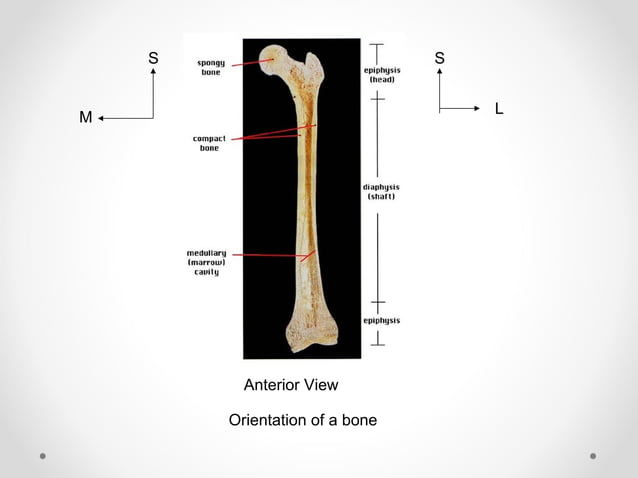 S
M
spongy
bone
compact
bone
medullary
(marrow)
cavity
epiphysis
(head)
diaphysis
(shaft)
epiphysis
S
L
Anterior View
Orientation of a bone